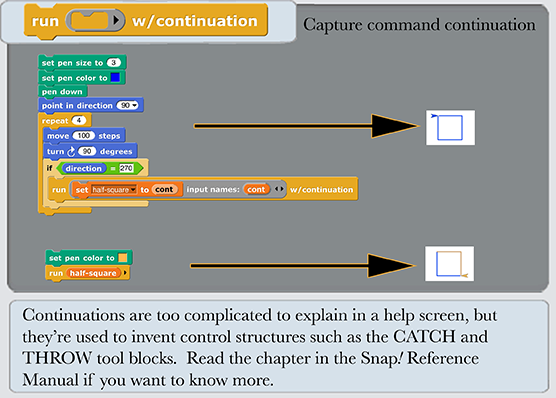 run w/continuation
Capture command continuation
set pen size to 3
set pen color to
pen down
point in direction 90
repeat 4
move 100 steps
turn 90 degrees
if direction = 270
run set half-square to cont input names: cont w/continuation
set pen color to
run half-square
Continuations are too complicated to explain in a help screen, but
they're used to invent control structures such as the CATCH and
THROW tool blocks. Read the chapter in the Snap! Reference
Manual if you want to know more.